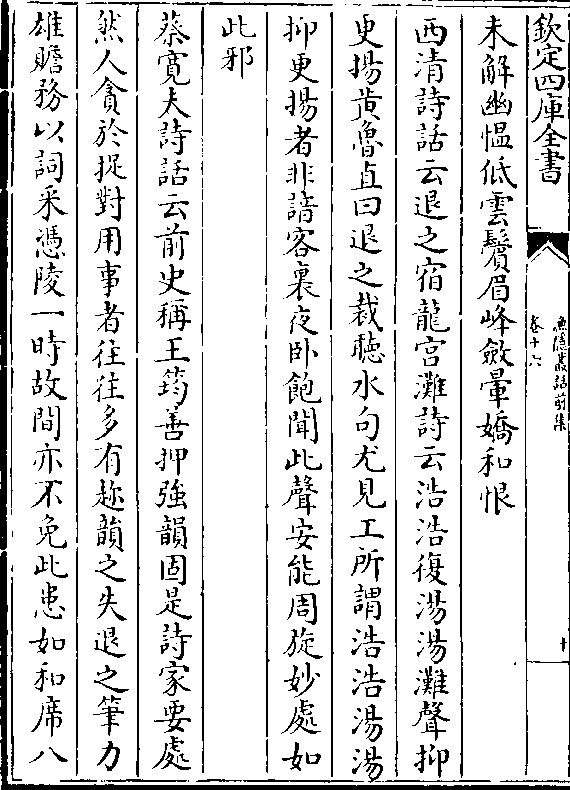 欽定四庫全書
漁隱叢話前集
卷十六
十
未解幽愠低雲鬢眉峰斂暈嬌和恨
西清詩話云退之宿龍宫灘詩云浩浩復湯湯灘聲抑
更揚黄魯直曰退之裁聴水句尤見工所謂浩浩湯湯
抑更揚者非諳客裏夜卧飽聞此聲安能周旋妙處如
此邪
蔡寛夫詩話云前史稱王筠善押強韻固是詩家要處
然人貪於捉對用事者往往多有趂韻之失退之筆力
雄贍務以詞采憑陵一時故間亦不免此患如和席八